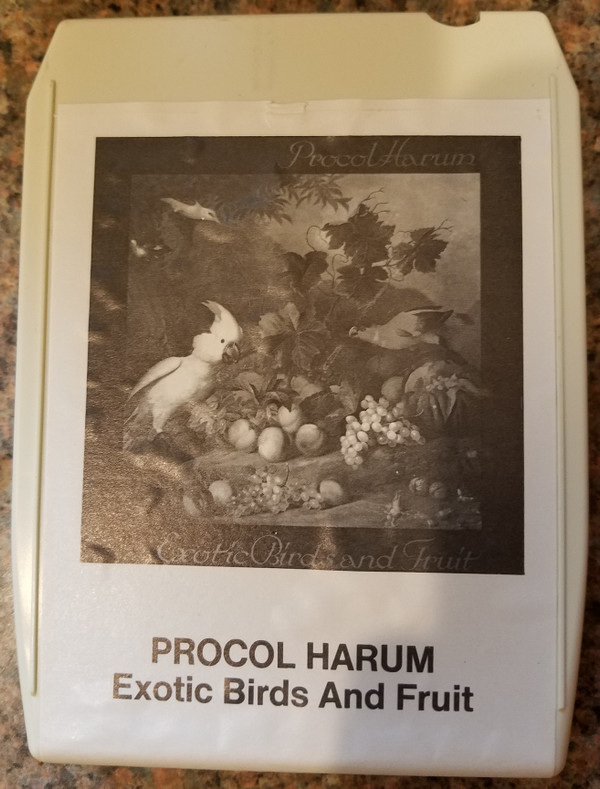 Procol Harum
Exotic Birds and Fruit
PROCOL HARUM
Exotic Birds And Fruit